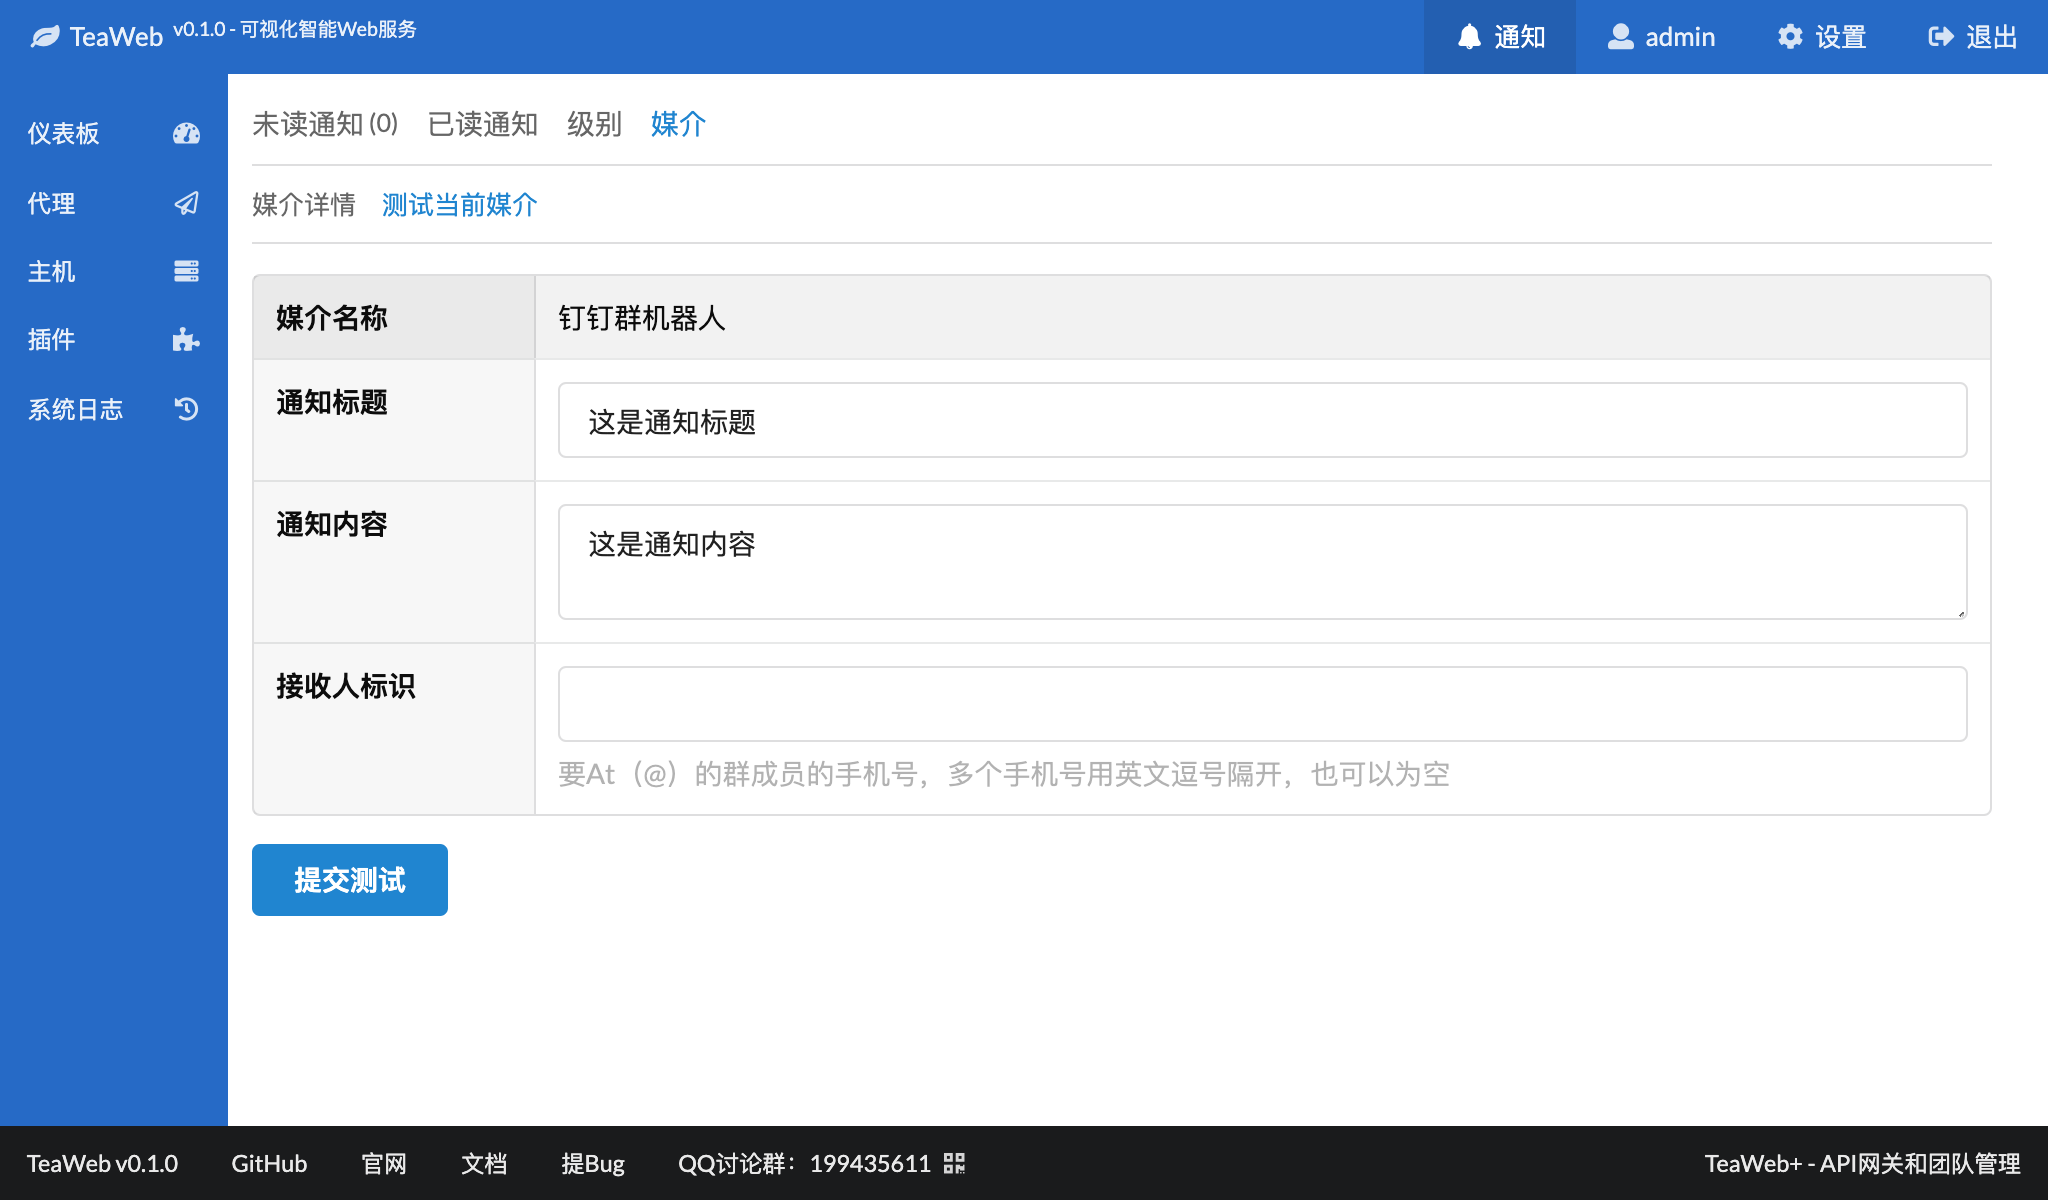 TeaWeb v0.1.0 - 可视化智能Web服务
通知 admin 设置 退出
仪表板
代理
主机
插件
系统日志
未读通知(0) 已读通知 级别 媒介
媒介详情 测试当前媒介
媒介名称 钉钉群机器人
通知标题 这是通知标题
通知内容 这是通知内容
接收人标识
要At（@）的群成员的手机号，多个手机号用英文逗号隔开，也可以为空
提交测试
TeaWeb v0.1.0 GitHub 官网 文档 提Bug QQ讨论群：199435611 TeaWeb+ - API网关和团队管理